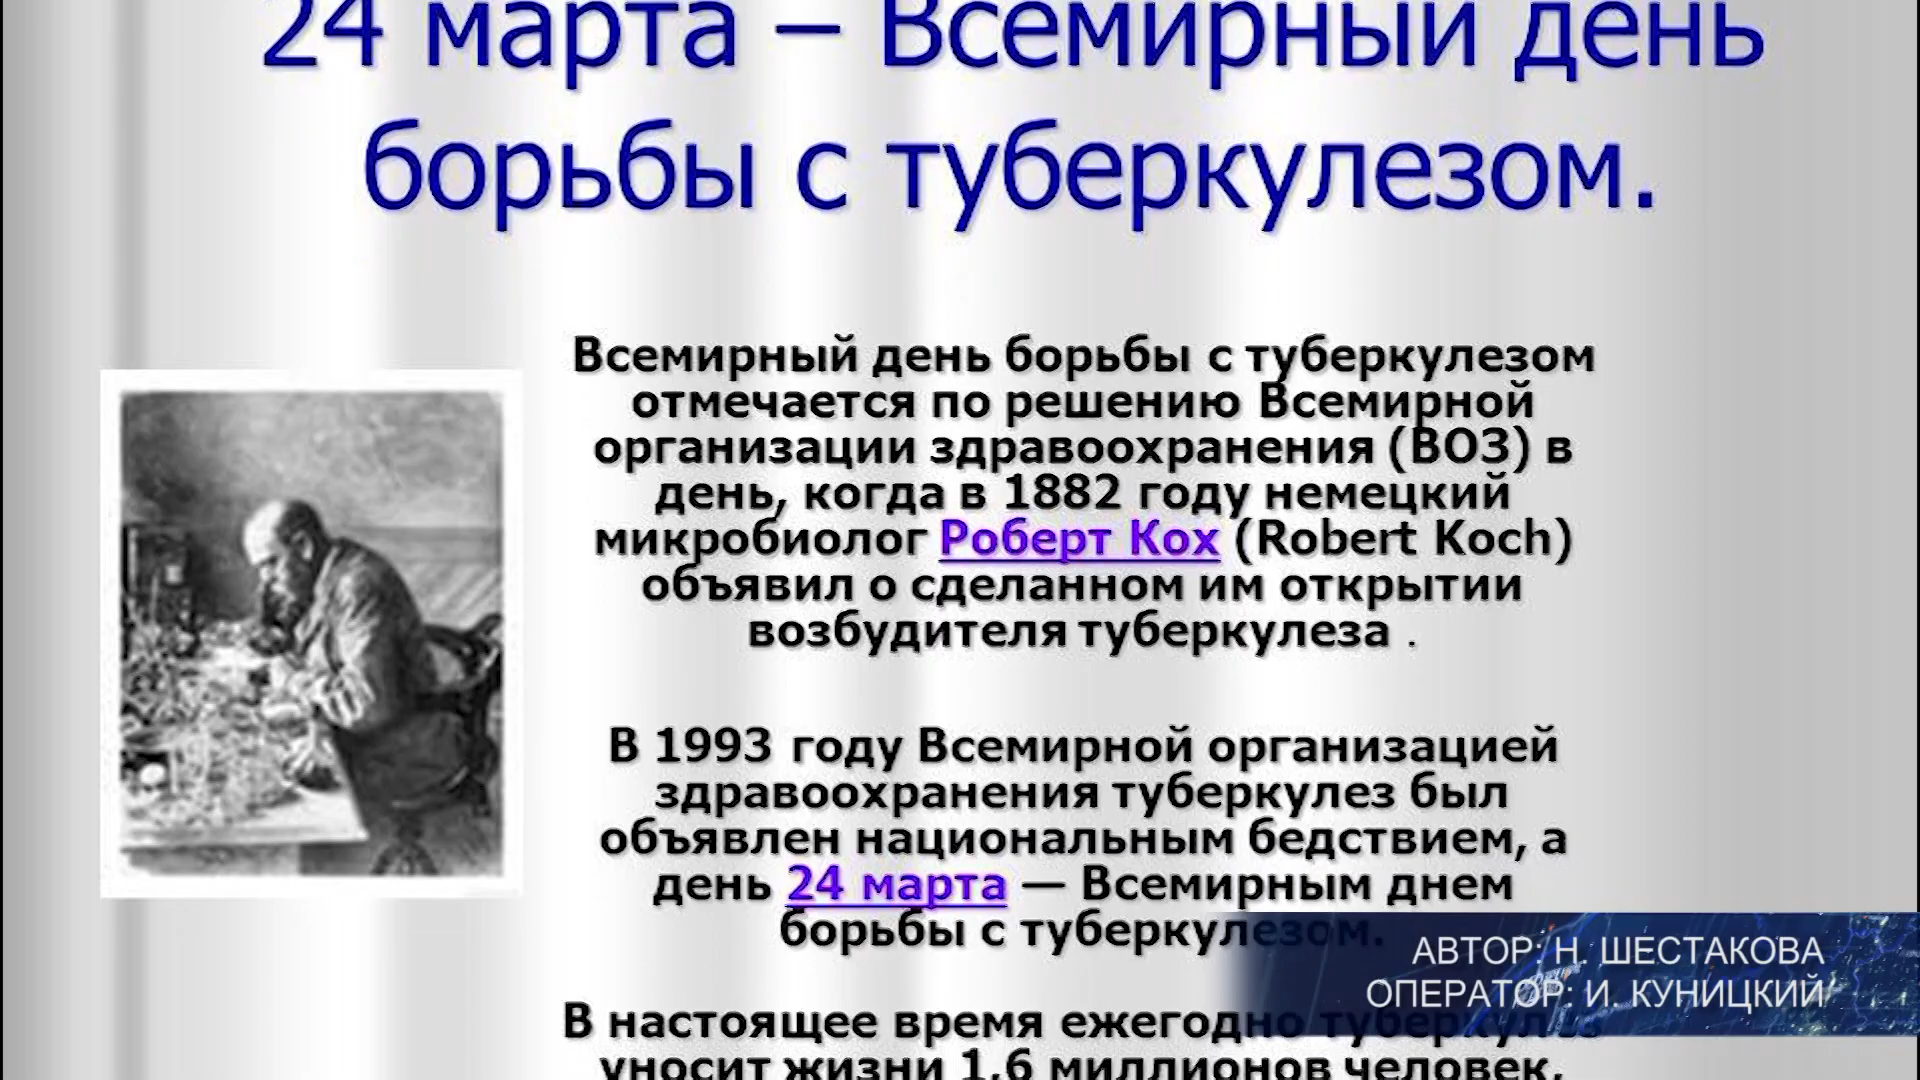 24 марта – Всемирный день
борьбы с туберкулезом.
Всемирный день борьбы с туберкулезом
отмечается по решению Всемирной
организации здравоохранения (ВОЗ) в
день, когда в 1882 году немецкий
микробиолог Роберт Кох (Robert Koch)
объявил о сделанном им открытии
возбудителя туберкулеза .
В 1993 году Всемирной организацией
здравоохранения туберкулез был
объявлен национальным бедствием, а
день 24 марта — Всемирным днем
борьбы с туберкулезом.
В настоящее время ежегодно туберкулез
уносит жизни 1,6 миллионов человек,
АВТОР: Н. ШЕСТАКОВА
ОПЕРАТОР: И. КУНИЦКИЙ